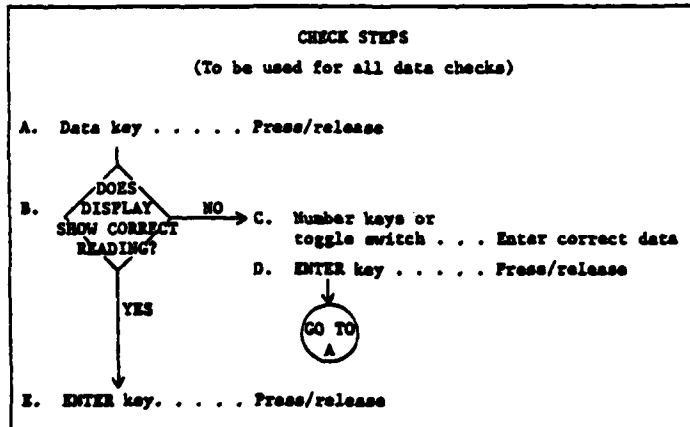 CHECK STEPS
(To be used for all data checks)
A. Data key . . . . . Press/release
B. DOES
DISPLAY
SHOW CORRECT
READING?
NO
C. Number keys or
toggle switch . . . Enter correct data
D. ENTER key . . . . . Press/release
GO TO
A
YES
E. ENTER key. . . . . Press/release